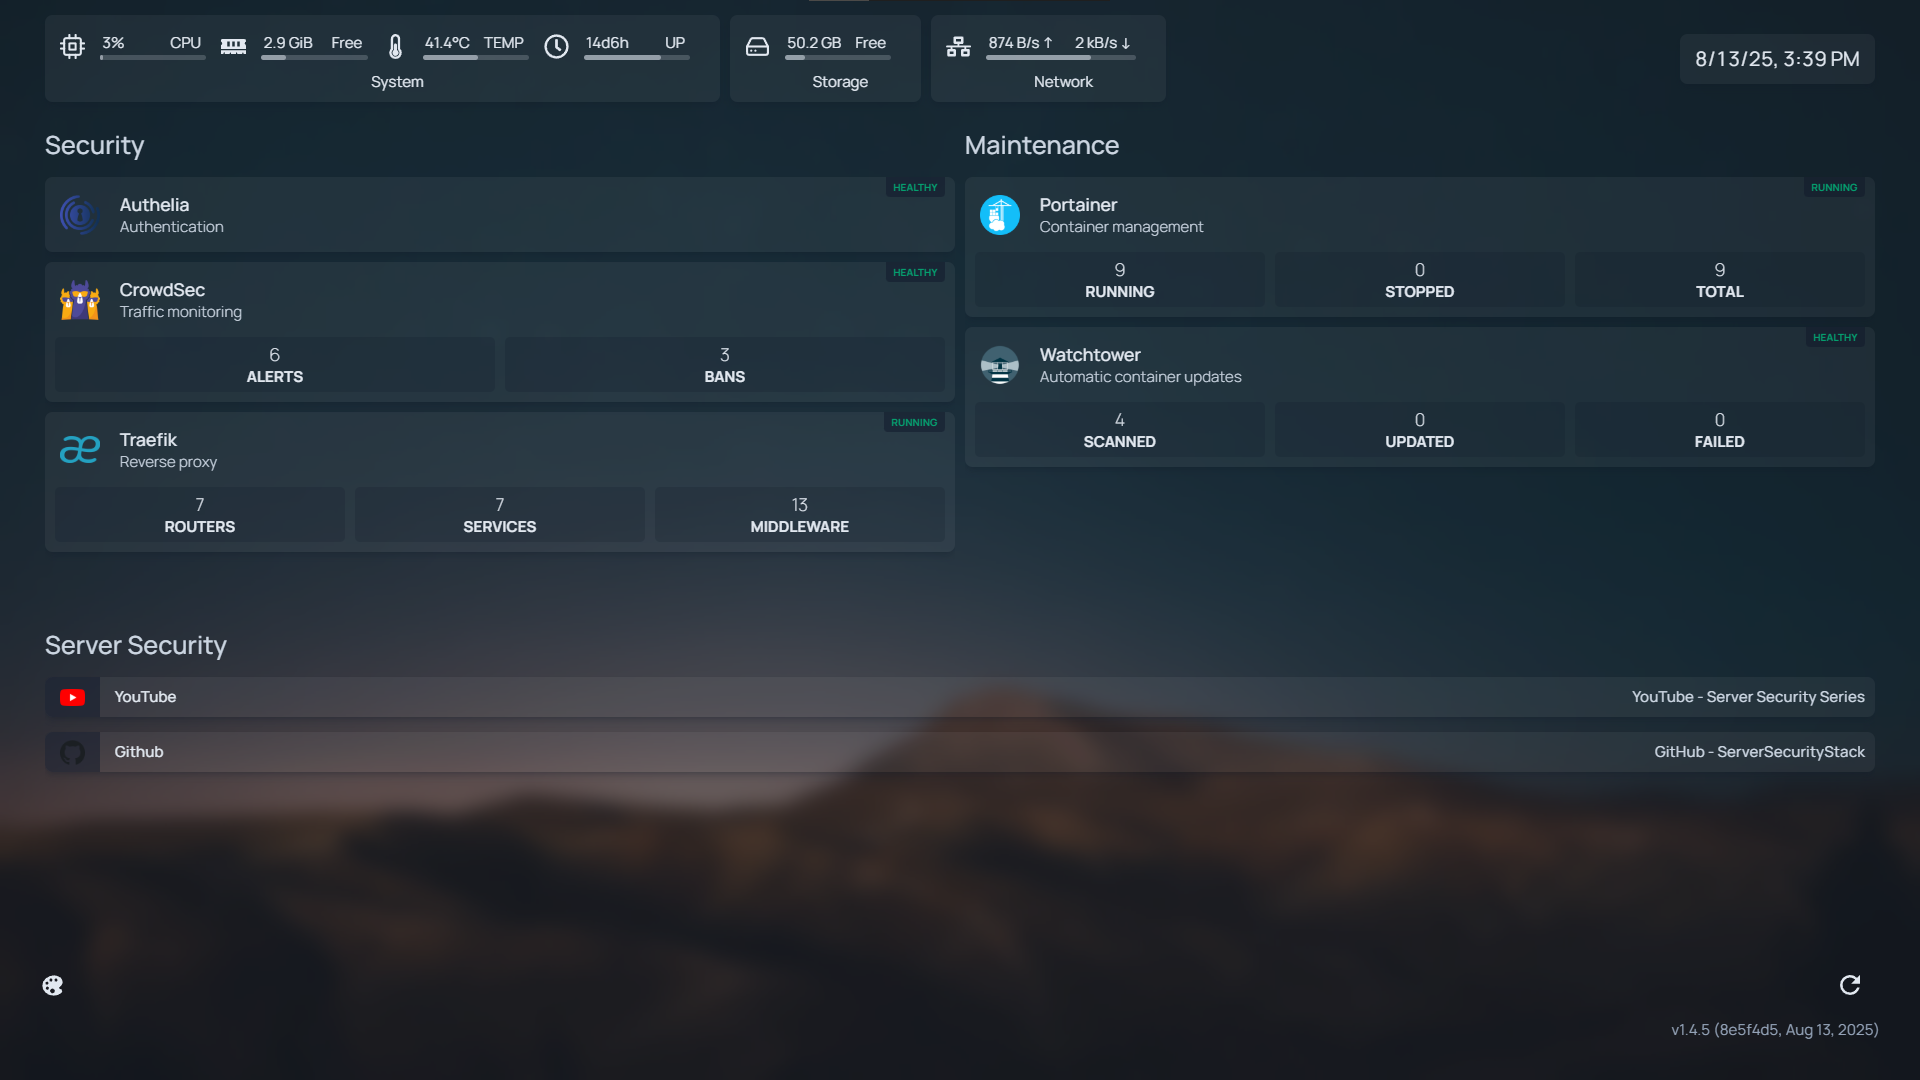 3% CPU 2.9 GiB Free 41.4°C TEMP 14d6h UP
System
50.2 GB Free
Storage
874 B/s ↑ 2 kB/s ↓
Network
8/13/25, 3:39 PM
Security
HEALTHY
Authelia
Authentication
HEALTHY
CrowdSec
Traffic monitoring
6 3
ALERTS BANS
RUNNING
Traefik
Reverse proxy
7 7 13
ROUTERS SERVICES MIDDLEWARE
Maintenance
RUNNING
Portainer
Container management
9 0 9
RUNNING STOPPED TOTAL
HEALTHY
Watchtower
Automatic container updates
4 0 0
SCANNED UPDATED FAILED
Server Security
YouTube YouTube - Server Security Series
Github GitHub - ServerSecurityStack
v1.4.5 (8e5f4d5, Aug 13, 2025)